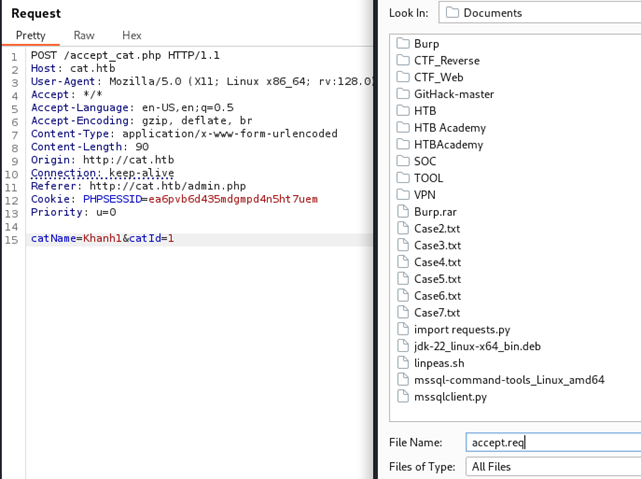 Request
Pretty Raw Hex
1 POST /accept_cat.php HTTP/1.1
2 Host: cat.htb
3 User-Agent: Mozilla/5.0 (X11; Linux x86_64; rv:128.0)
4 Accept: */*
5 Accept-Language: en-US,en;q=0.5
6 Accept-Encoding: gzip, deflate, br
7 Content-Type: application/x-www-form-urlencoded
8 Content-Length: 90
9 Origin: http://cat.htb
10 Connection: keep-alive
11 Referer: http://cat.htb/admin.php
12 Cookie: PHPSESSID=ea6pvb6d435mdgmpd4n5ht7uem
13 Priority: u=0
14
15 catName=Khanh1&catId=1
Look In: Documents
Burp
CTF_Reverse
CTF_Web
GitHack-master
HTB
HTB Academy
HTBAcademy
SOC
TOOL
VPN
Burp.rar
Case2.txt
Case3.txt
Case4.txt
Case5.txt
Case6.txt
Case7.txt
import requests.py
jdk-22_linux-x64_bin.deb
linpeas.sh
mssql-command-tools_Linux_amd64
mssqlclient.py
File Name: accept.req
Files of Type: All Files